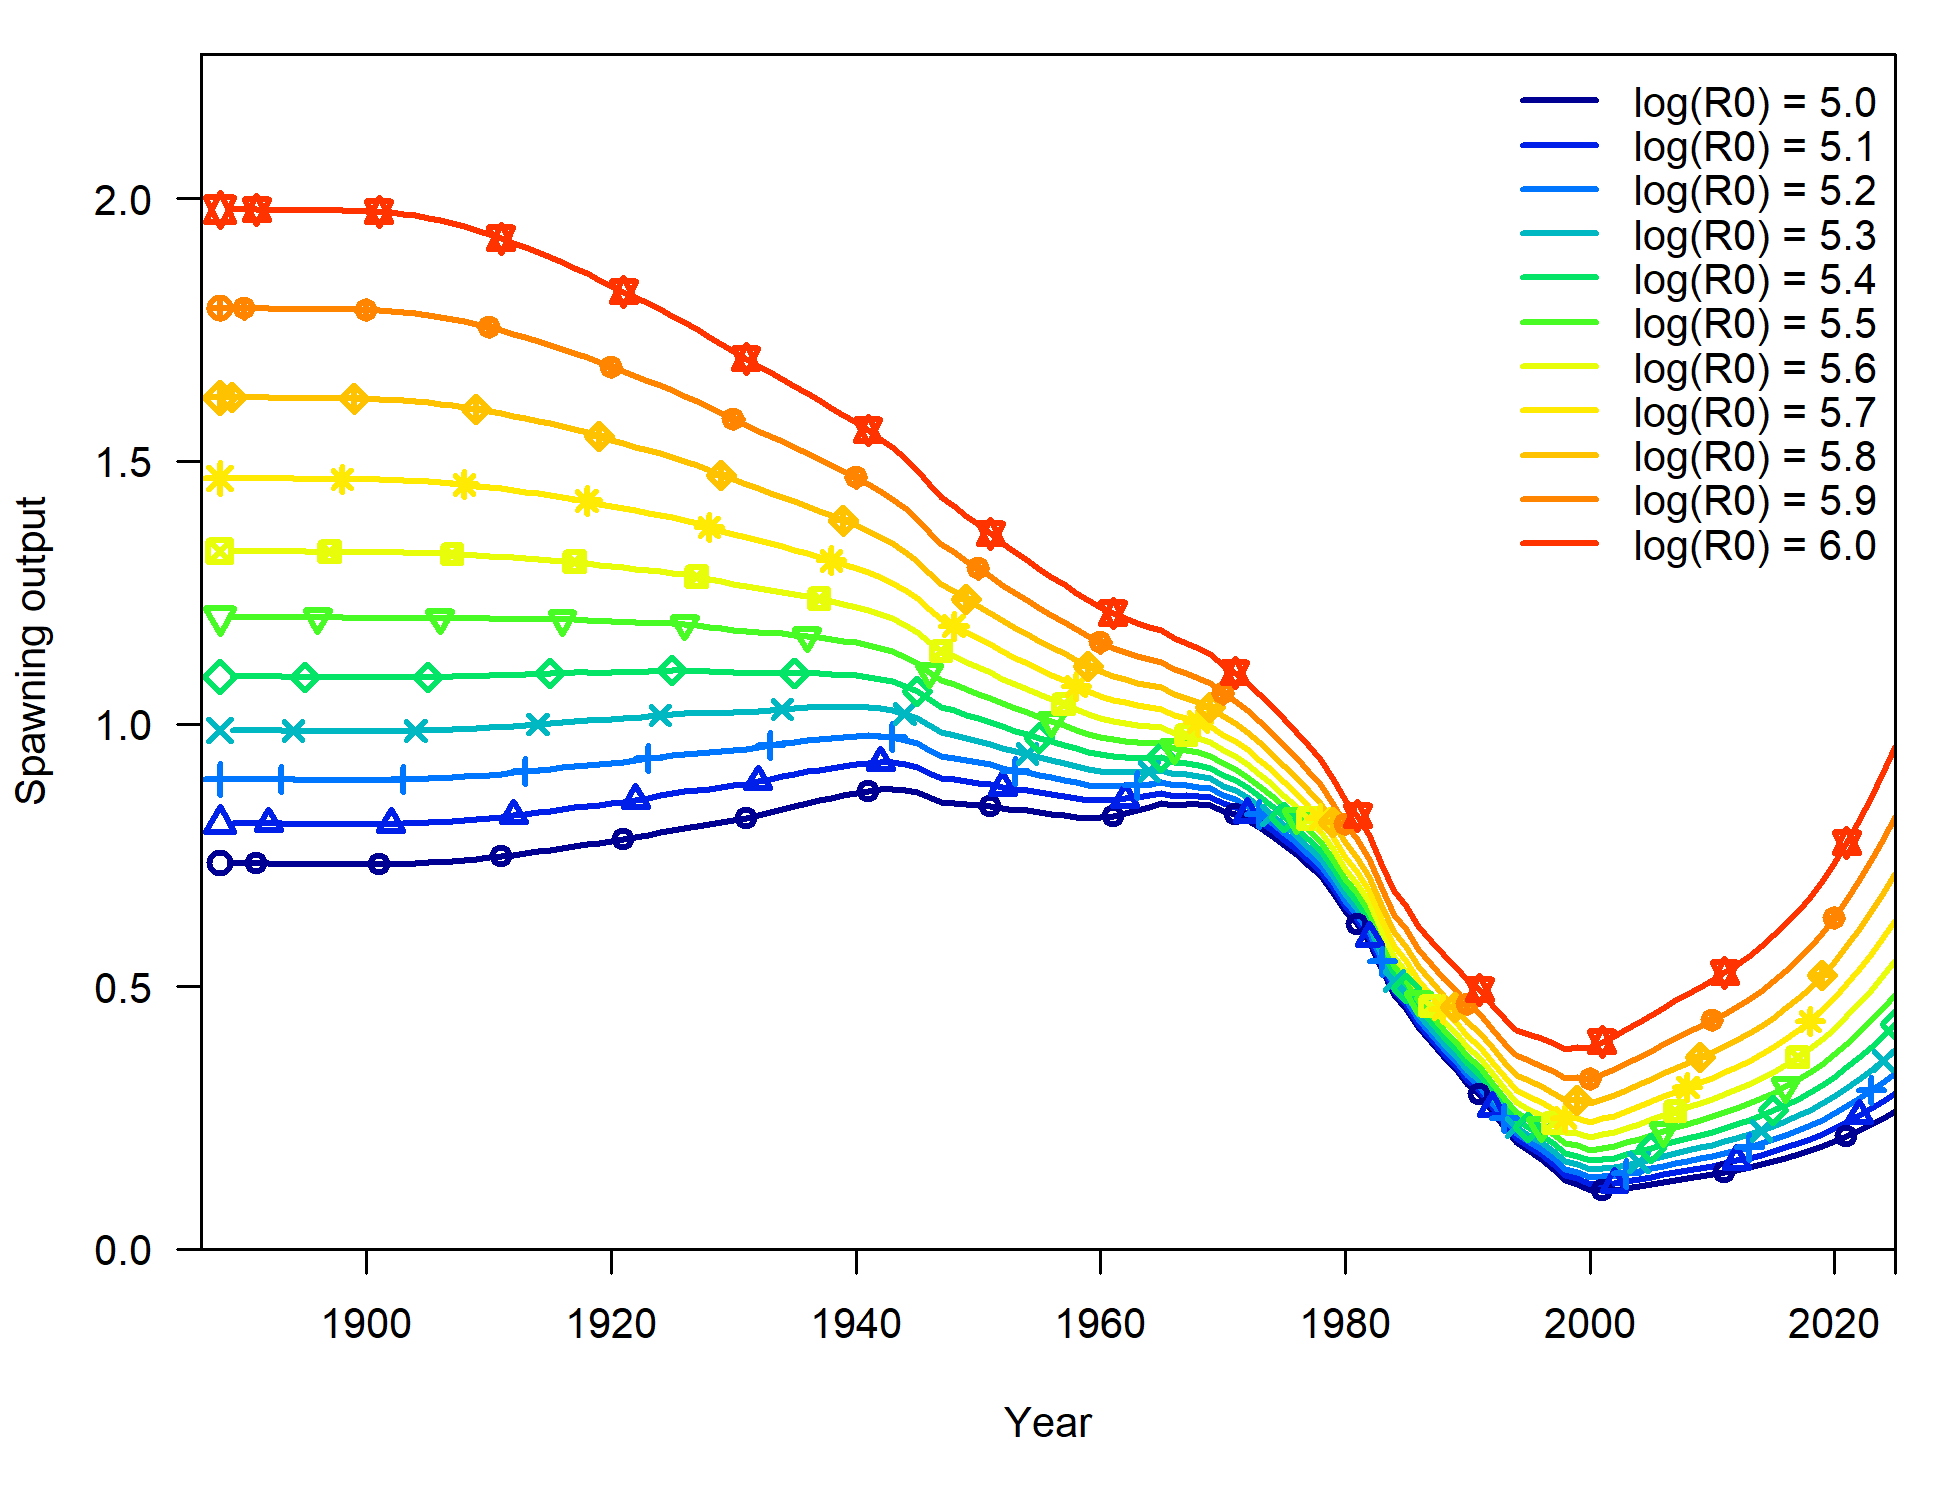 log(R0) = 5.0
log(R0) = 5.1
log(R0) = 5.2
log(R0) = 5.3
log(R0) = 5.4
log(R0) = 5.5
log(R0) = 5.6
log(R0) = 5.7
log(R0) = 5.8
log(R0) = 5.9
log(R0) = 6.0
2.0
1.5
1.0
0.5
0.0
Spawning output
1900 1920 1940 1960 1980 2000 2020
Year